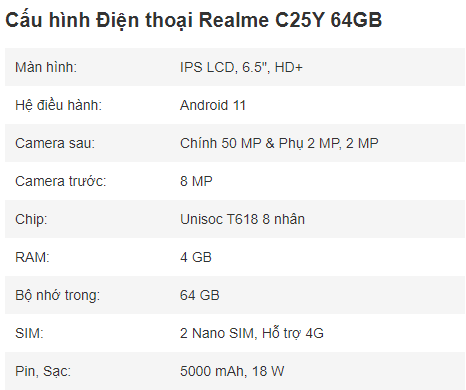 Cấu hình Điện thoại Realme C25Y 64GB
Màn hình: IPS LCD, 6.5", HD+
Hệ điều hành: Android 11
Camera sau: Chính 50 MP & Phụ 2 MP, 2 MP
Camera trước: 8 MP
Chip: Unisoc T618 8 nhân
RAM: 4 GB
Bộ nhớ trong: 64 GB
SIM: 2 Nano SIM, Hỗ trợ 4G
Pin, Sạc: 5000 mAh, 18 W